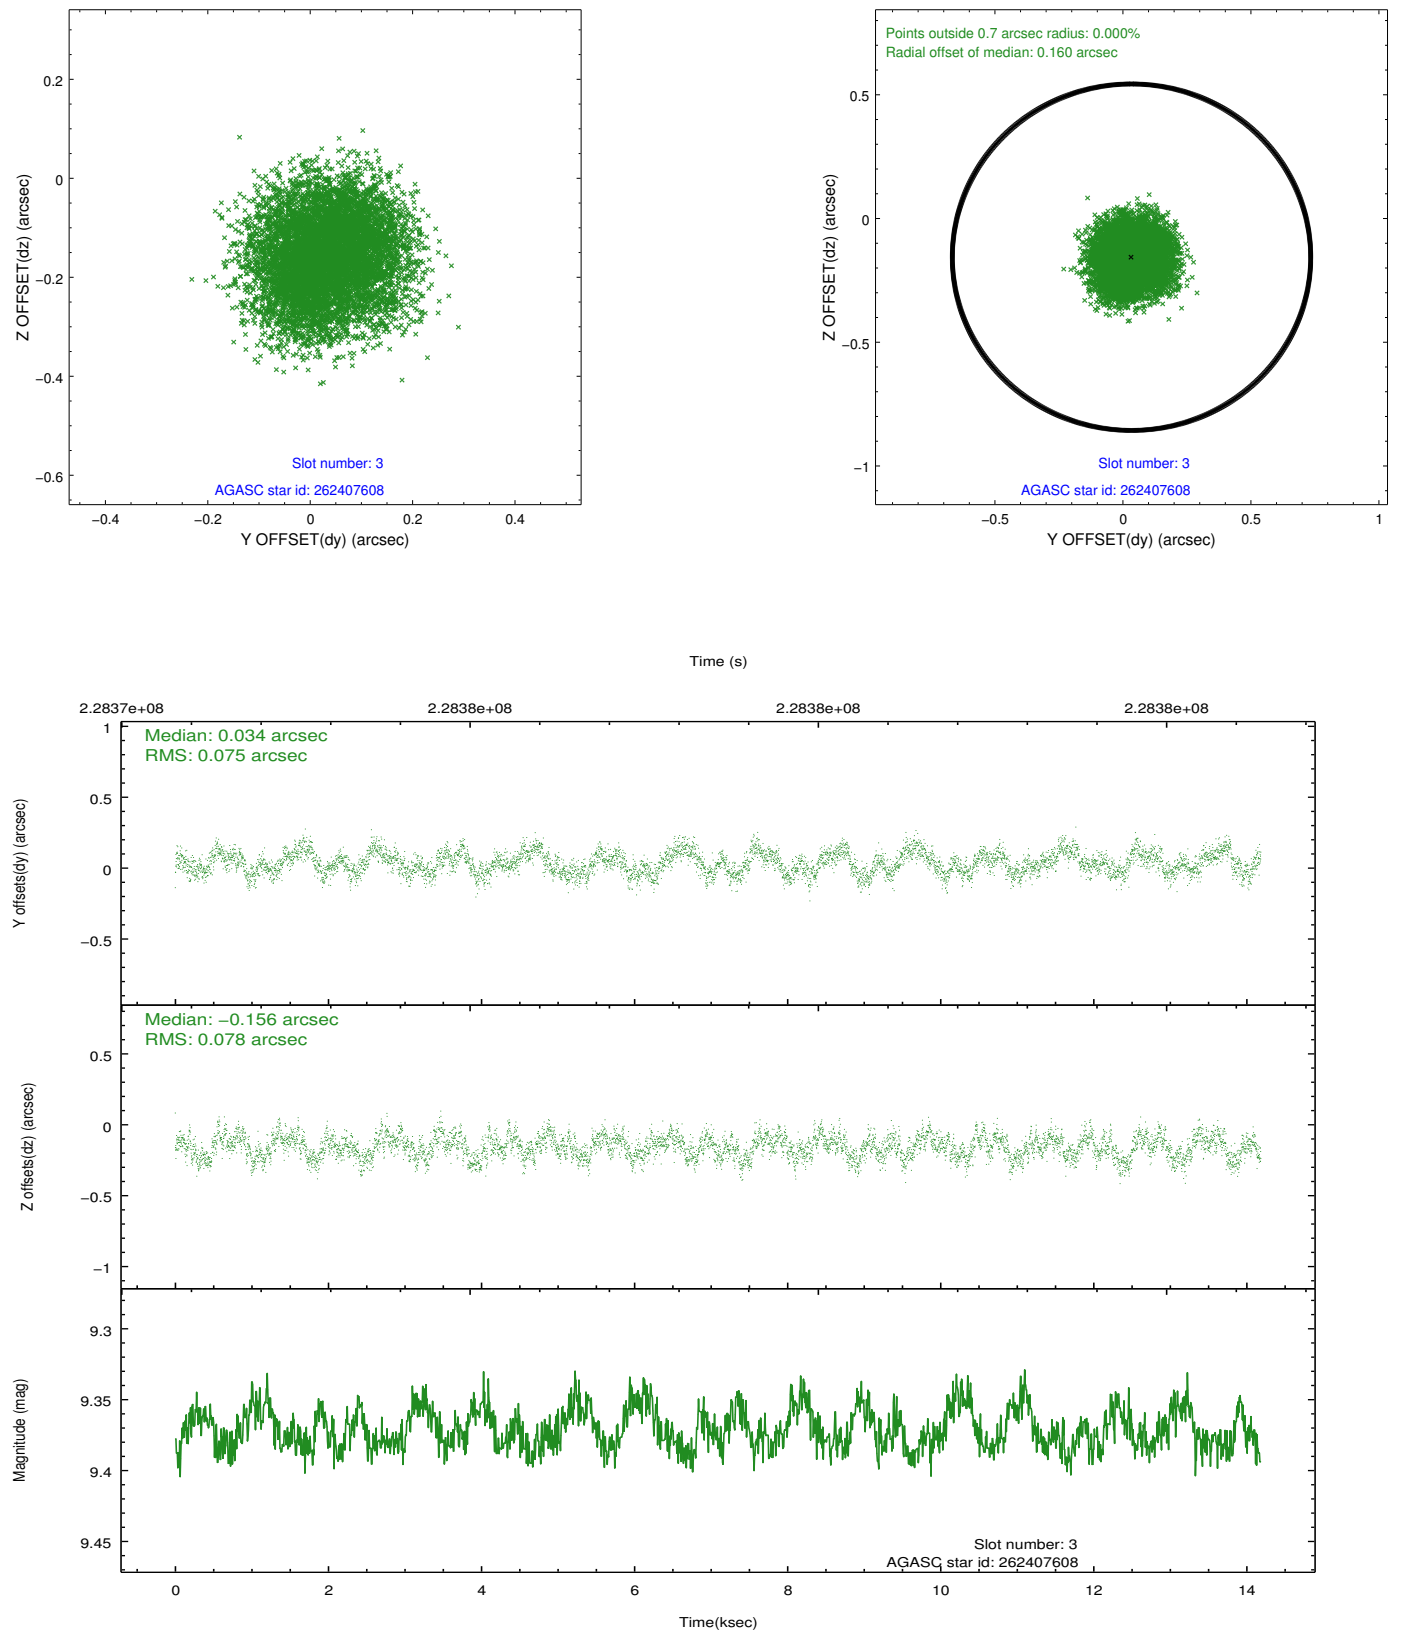 0.2
0
−0.2
−0.4
−0.6
Z OFFSET(dz) (arcsec)
Slot number: 3
AGASC star id: 262407608
−0.4
−0.2
0
0.2
0.4
Y OFFSET(dy) (arcsec)
Points outside 0.7 arcsec radius: 0.000%
Radial offset of median: 0.160 arcsec
0.5
0
−0.5
−1
Z OFFSET(dz) (arcsec)
Slot number: 3
AGASC star id: 262407608
−0.5
0
0.5
1
Y OFFSET(dy) (arcsec)
Time (s)
2.2837e+08
2.2838e+08
2.2838e+08
2.2838e+08
Median: 0.034 arcsec
RMS: 0.075 arcsec
1
0.5
0
−0.5
Y offsets(dy) (arcsec)
Median: −0.156 arcsec
RMS: 0.078 arcsec
0.5
0
−0.5
−1
Z offsets(dz) (arcsec)
9.3
9.35
9.4
9.45
Magnitude (mag)
Slot number: 3
AGASC star id: 262407608
0
2
4
6
8
10
12
14
Time(ksec)